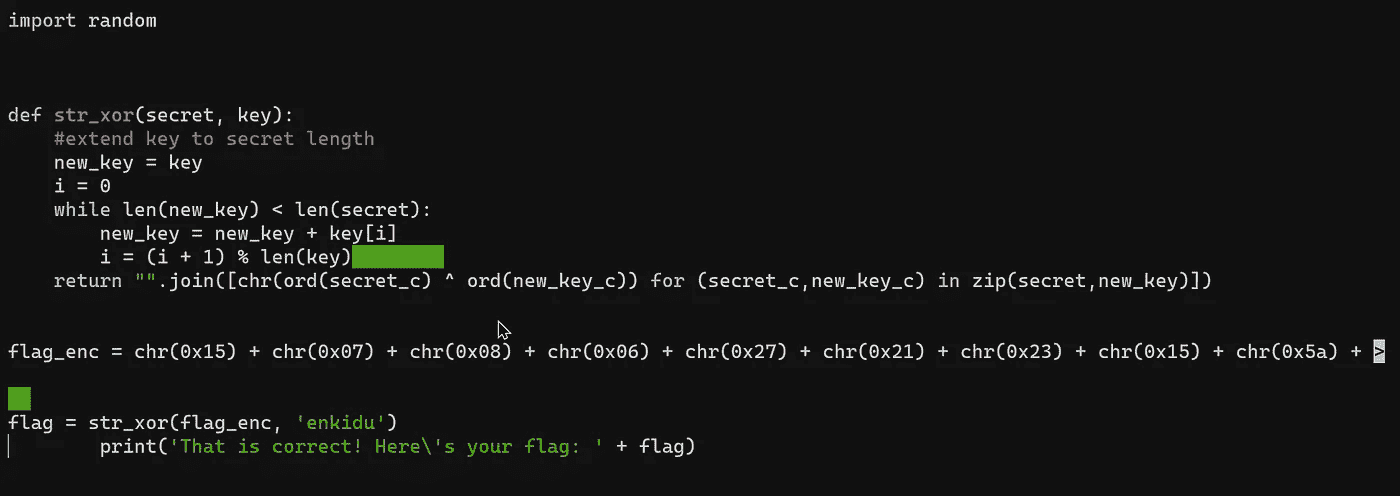 import random
def str_xor(secret, key):
    #extend key to secret length
    new_key = key
    i = 0
    while len(new_key) < len(secret):
        new_key = new_key + key[i]
        i = (i + 1) % len(key)
    return "".join([chr(ord(secret_c) ^ ord(new_key_c)) for (secret_c,new_key_c) in zip(secret,new_key)])
flag_enc = chr(0x15) + chr(0x07) + chr(0x08) + chr(0x06) + chr(0x27) + chr(0x21) + chr(0x23) + chr(0x15) + chr(0x5a) + >
flag = str_xor(flag_enc, 'enkidu')
        print('That is correct! Here\'s your flag: ' + flag)